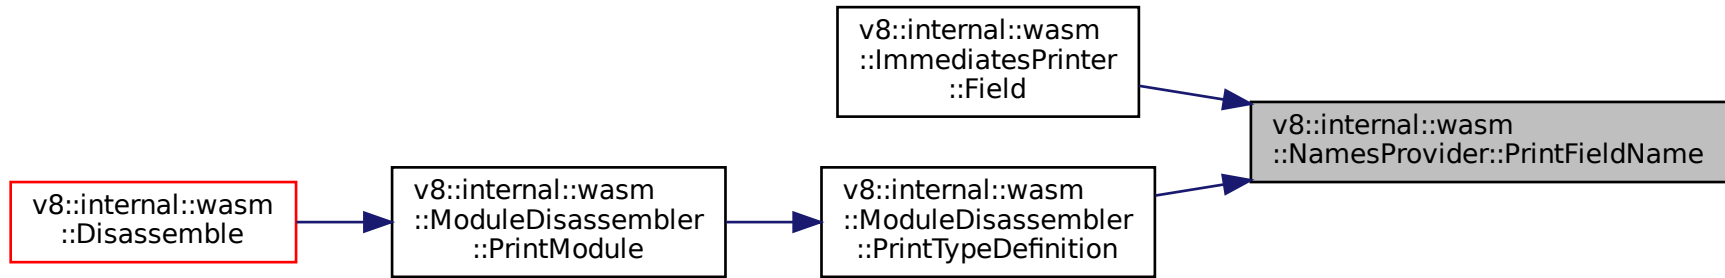 v8::internal::wasm
::ImmediatesPrinter
::Field
v8::internal::wasm
::NamesProvider::PrintFieldName
v8::internal::wasm
::Disassemble
v8::internal::wasm
::ModuleDisassembler
::PrintModule
v8::internal::wasm
::ModuleDisassembler
::PrintTypeDefinition